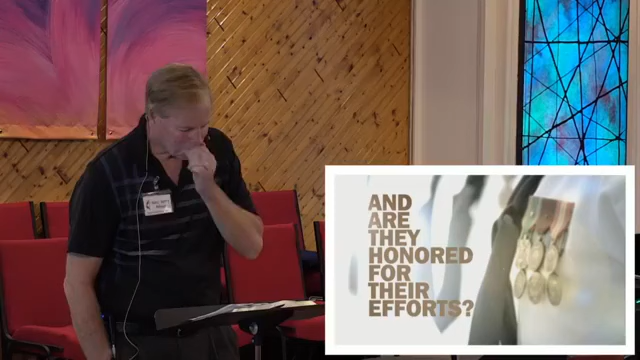 AND
ARE
THEY
HONORED
FOR
THEIR
EFFORTS?